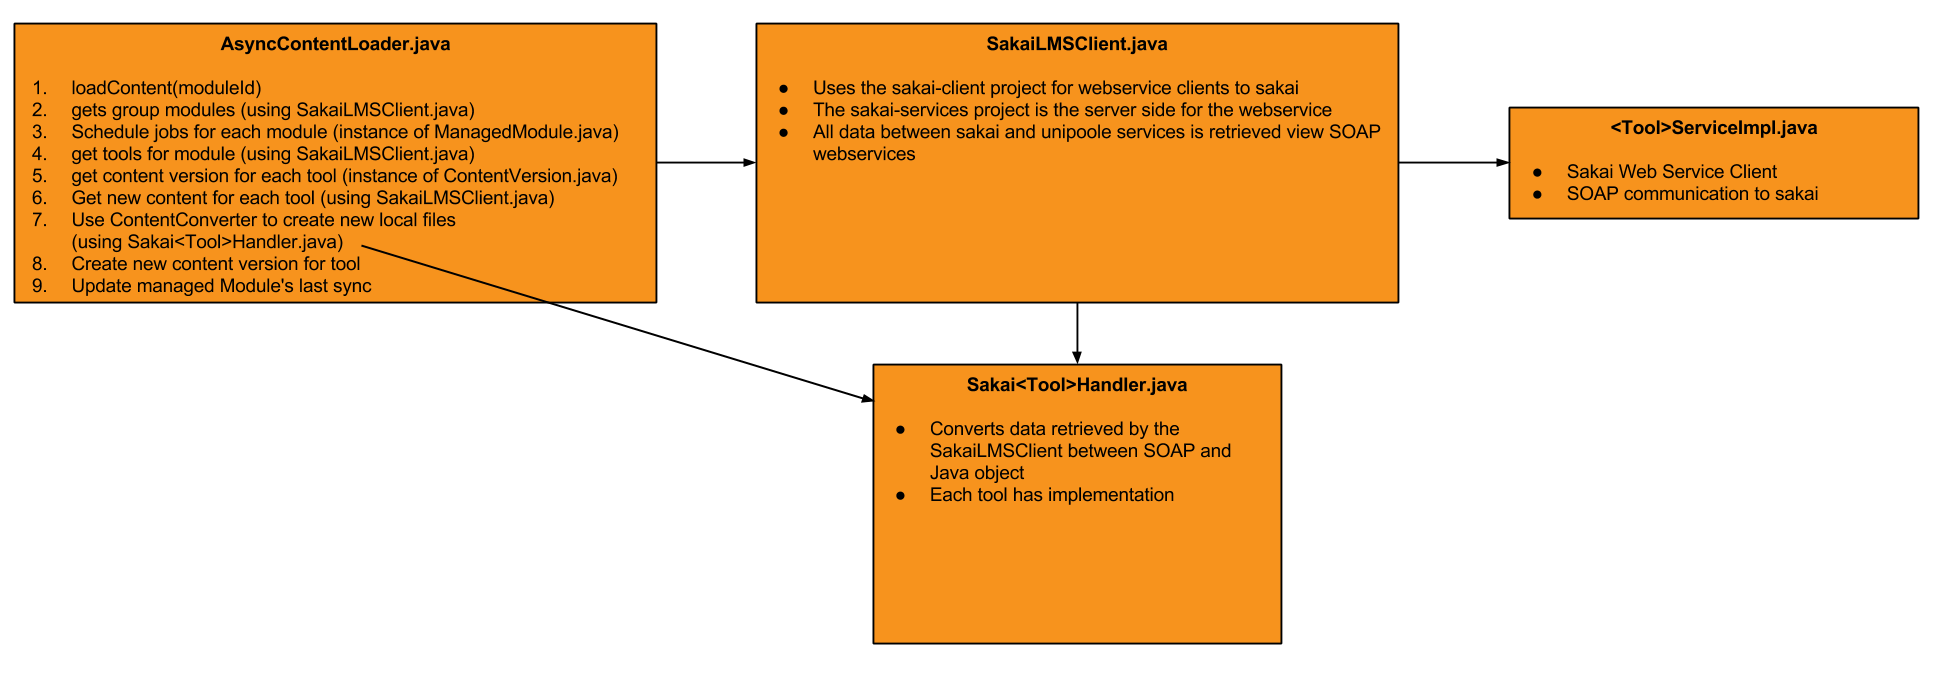 AsyncContentLoader.java
1. loadContent(moduleId)
2. gets group modules (using SakaiLMSClient.java)
3. Schedule jobs for each module (instance of ManagedModule.java)
4. get tools for module (using SakaiLMSClient.java)
5. get content version for each tool (instance of ContentVersion.java)
6. Get new content for each tool (using SakaiLMSClient.java)
7. Use ContentConverter to create new local files
(using Sakai<Tool>Handler.java)
8. Create new content version for tool
9. Update managed Module's last sync
SakaiLMSClient.java
● Uses the sakai-client project for webservice clients to sakai
● The sakai-services project is the server side for the webservice
● All data between sakai and unipoole services is retrieved view SOAP
webservices
<Tool>ServiceImpl.java
● Sakai Web Service Client
● SOAP communication to sakai
Sakai<Tool>Handler.java
● Converts data retrieved by the
SakaiLMSClient between SOAP and
Java object
● Each tool has implementation